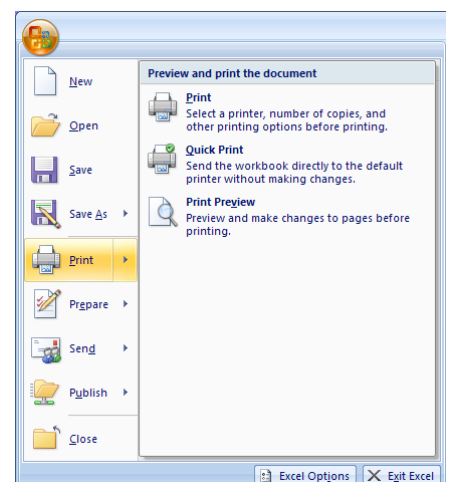 New
Open
Save
Save As
Print
Prepare
Send
Publish
Close
Preview and print the document
Print
Select a printer, number of copies, and
other printing options before printing.
Quick Print
Send the workbook directly to the default
printer without making changes.
Print Preview
Preview and make changes to pages before
printing.
Excel Options
Exit Excel